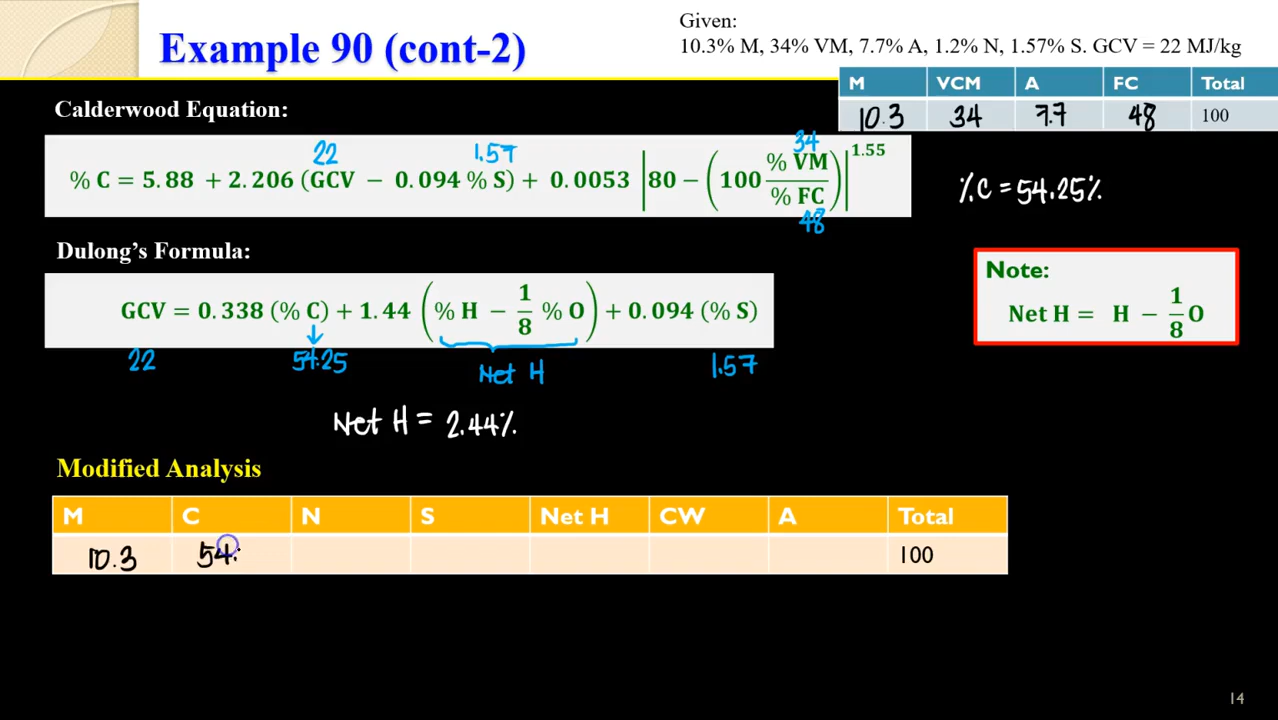 Example 90 (cont-2)
Given:
10.3% M, 34% VM, 7.7% A, 1.2% N, 1.57% S. GCV = 22 MJ/kg
M VCM A FC Total
10.3 34 7.7 48 100
Calderwood Equation:
22 1.57 34
% C = 5.88 + 2.206 (GCV − 0.094 % S) + 0.0053 |80 − (100 % VM / % FC)|^1.55
48
% C = 54.25%
Dulong's Formula:
GCV = 0.338 (% C) + 1.44 (% H − 1/8 % O) + 0.094 (% S)
22 54.25 Net H 1.57
Note:
Net H = H − 1/8 O
Net H = 2.44%
Modified Analysis
M C N S Net H CW A Total
10.3 54. 100
14